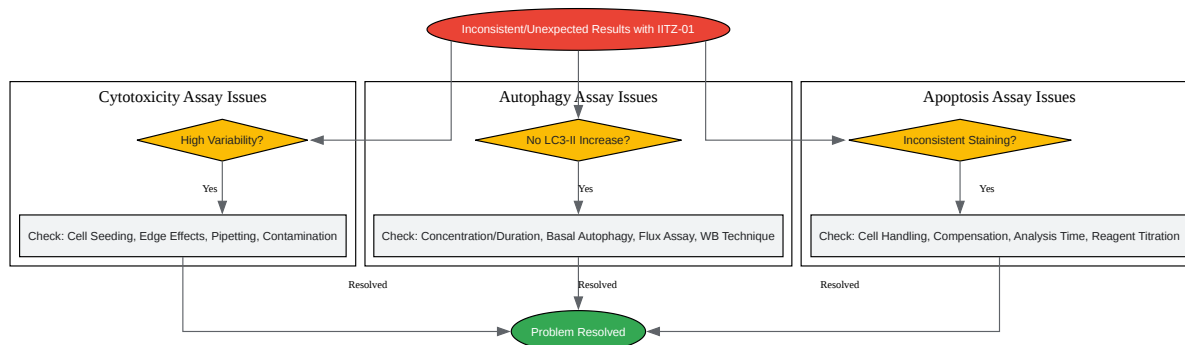 Inconsistent/Unexpected Results with IITZ-01
Cytotoxicity Assay Issues
High Variability?
Yes
Check: Cell Seeding, Edge Effects, Pipetting, Contamination
Autophagy Assay Issues
No LC3-II Increase?
Yes
Check: Concentration/Duration, Basal Autophagy, Flux Assay, WB Technique
Apoptosis Assay Issues
Inconsistent Staining?
Yes
Check: Cell Handling, Compensation, Analysis Time, Reagent Titration
Resolved
Resolved
Resolved
Problem Resolved